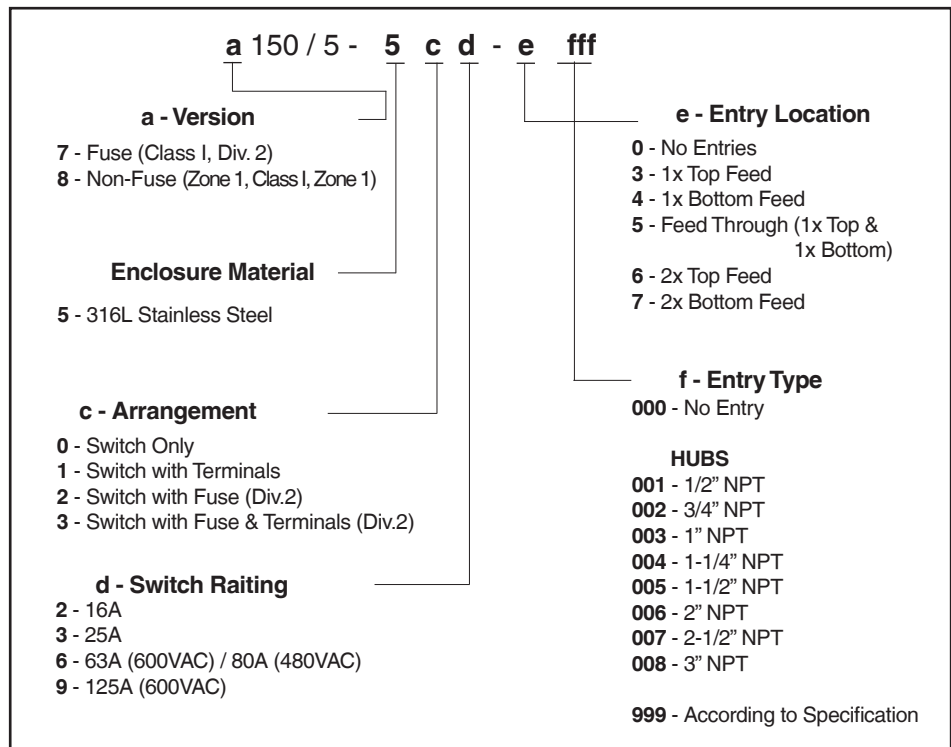 a 150 / 5 - 5 c d - e fff
a - Version
7 - Fuse (Class I, Div. 2)
8 - Non-Fuse (Zone 1, Class I, Zone 1)
Enclosure Material
5 - 316L Stainless Steel
c - Arrangement
0 - Switch Only
1 - Switch with Terminals
2 - Switch with Fuse (Div.2)
3 - Switch with Fuse & Terminals (Div.2)
d - Switch Raiting
2 - 16A
3 - 25A
6 - 63A (600VAC) / 80A (480VAC)
9 - 125A (600VAC)
e - Entry Location
0 - No Entries
3 - 1x Top Feed
4 - 1x Bottom Feed
5 - Feed Through (1x Top &
1x Bottom)
6 - 2x Top Feed
7 - 2x Bottom Feed
f - Entry Type
000 - No Entry
HUBS
001 - 1/2” NPT
002 - 3/4” NPT
003 - 1” NPT
004 - 1-1/4” NPT
005 - 1-1/2” NPT
006 - 2” NPT
007 - 2-1/2” NPT
008 - 3” NPT
999 - According to Specification